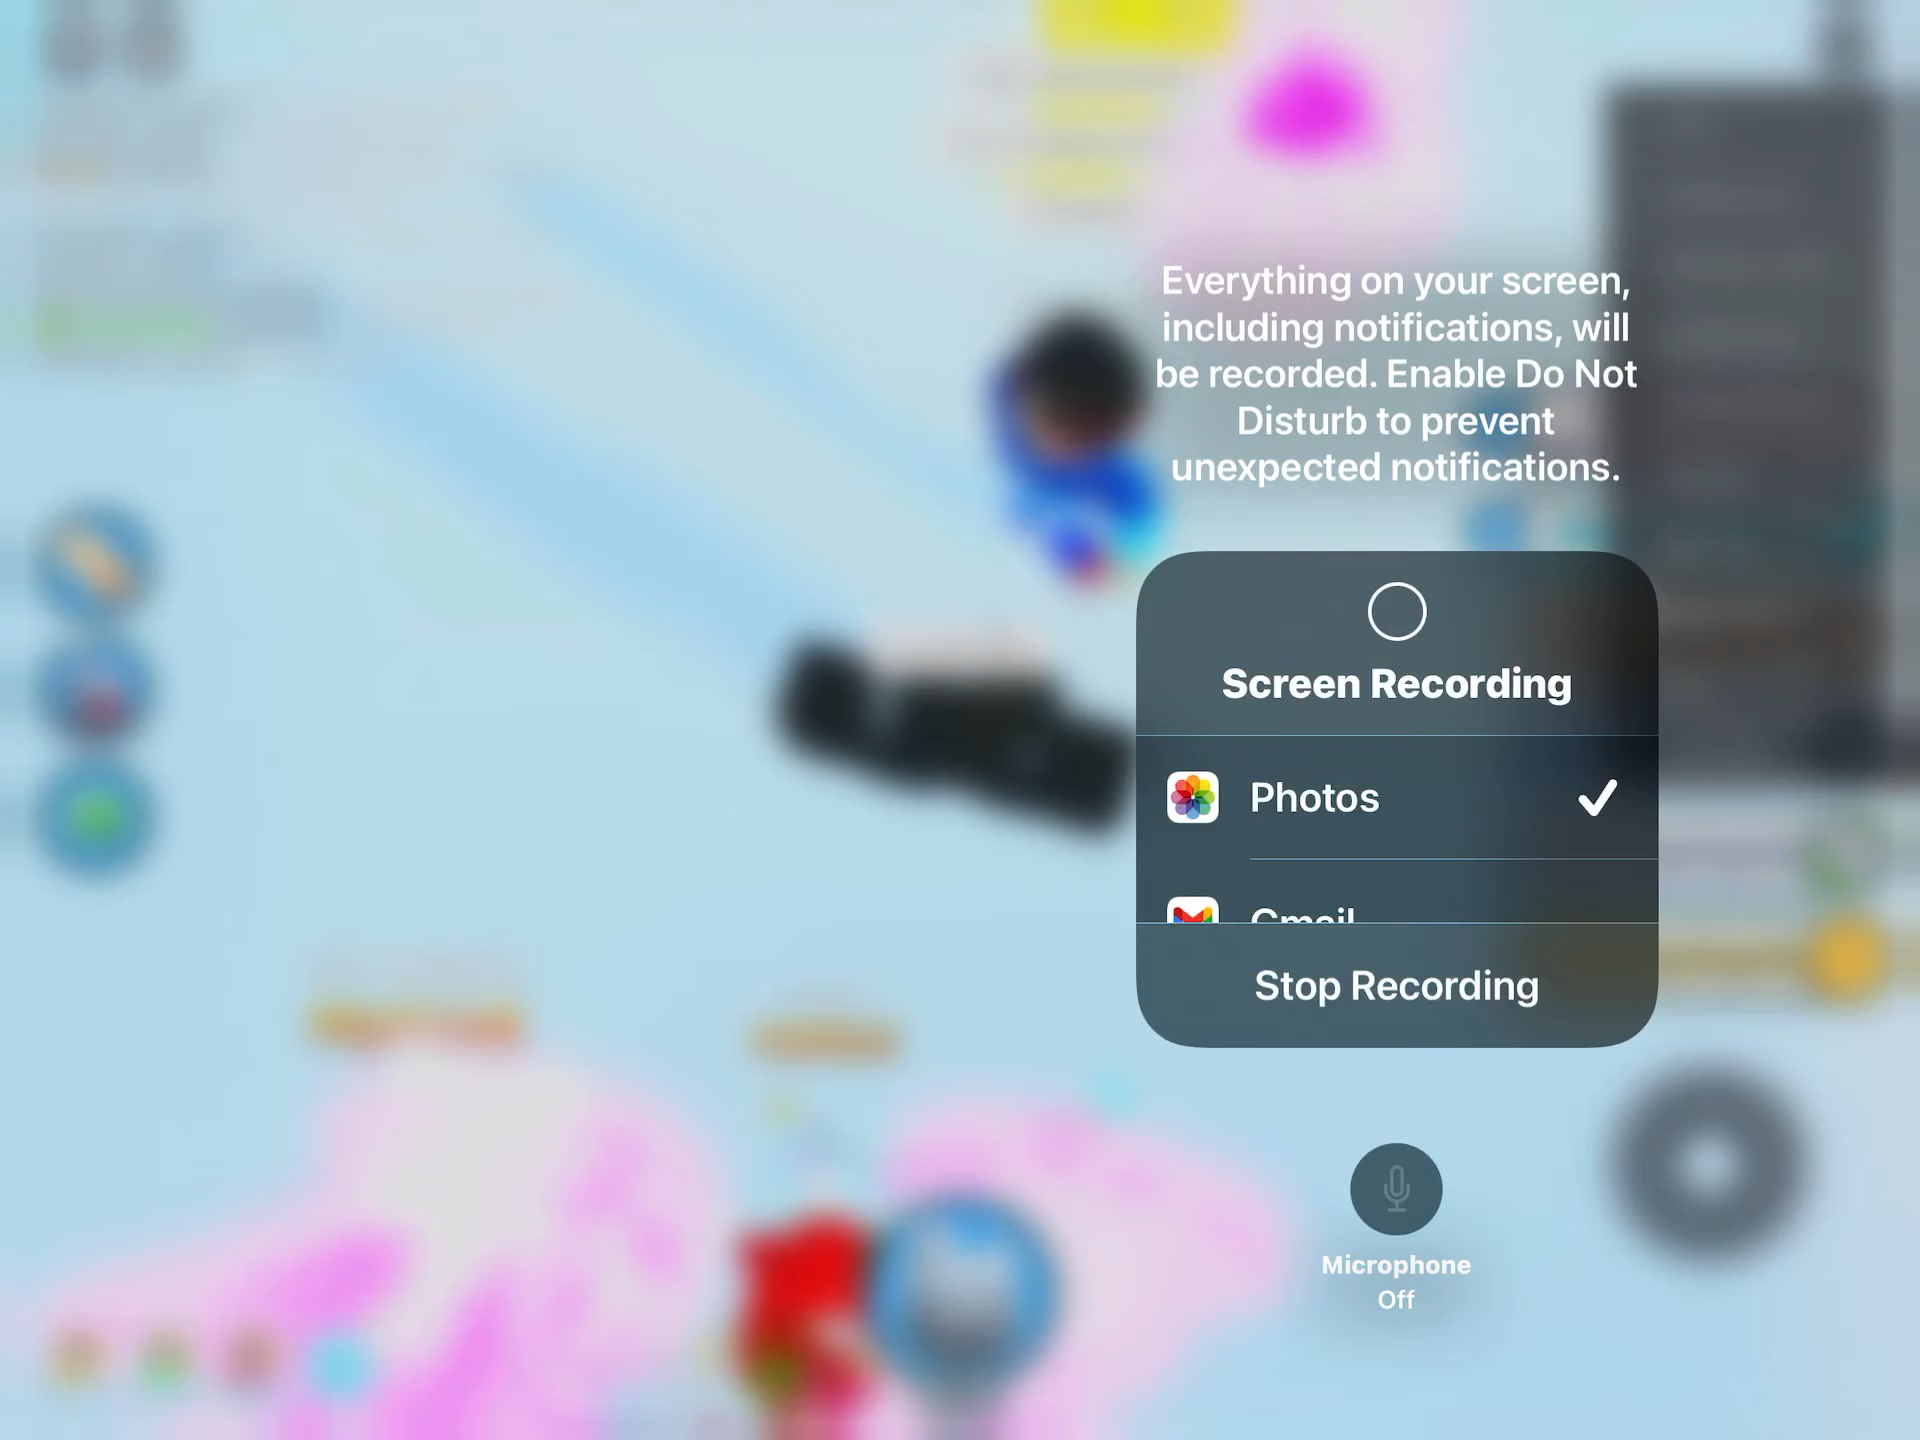 Everything on your screen,
including notifications, will
be recorded. Enable Do Not
Disturb to prevent
unexpected notifications.
Screen Recording
Photos
Gmail
Stop Recording
Microphone
Off